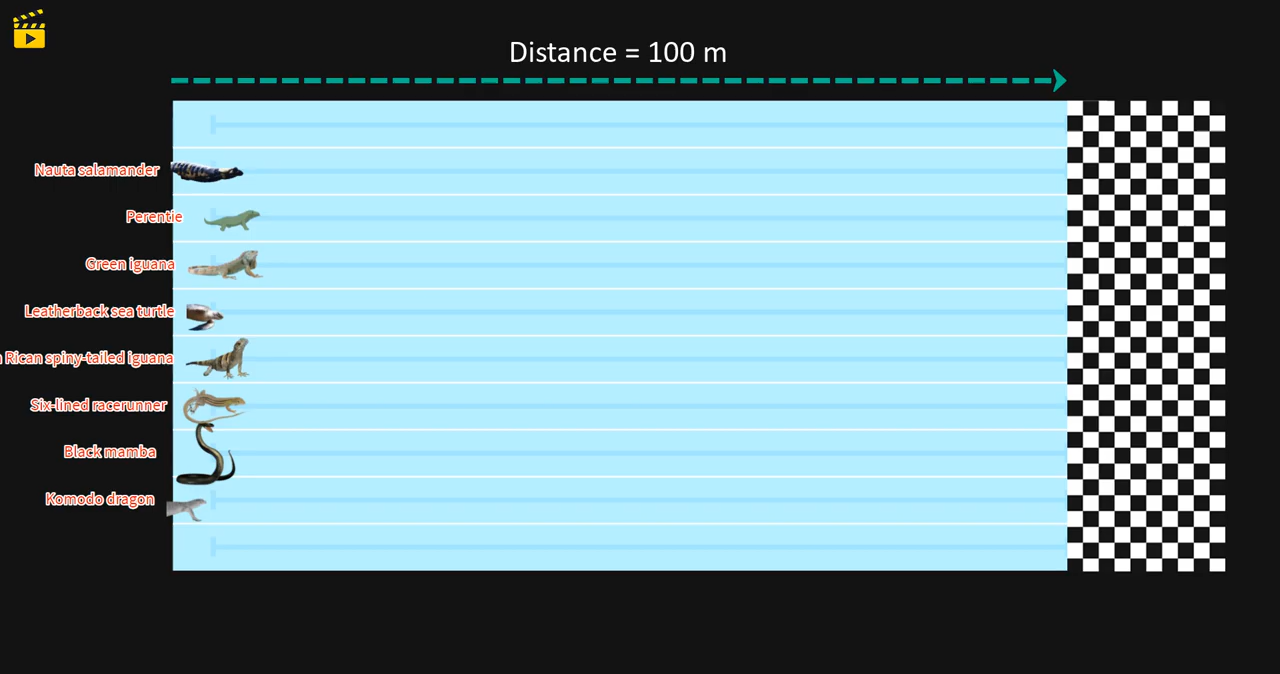 Distance = 100 m
Nauta salamander
Perentie
Green iguana
Leatherback sea turtle
Rican spiny-tailed iguana
Six-lined racerunner
Black mamba
Komodo dragon